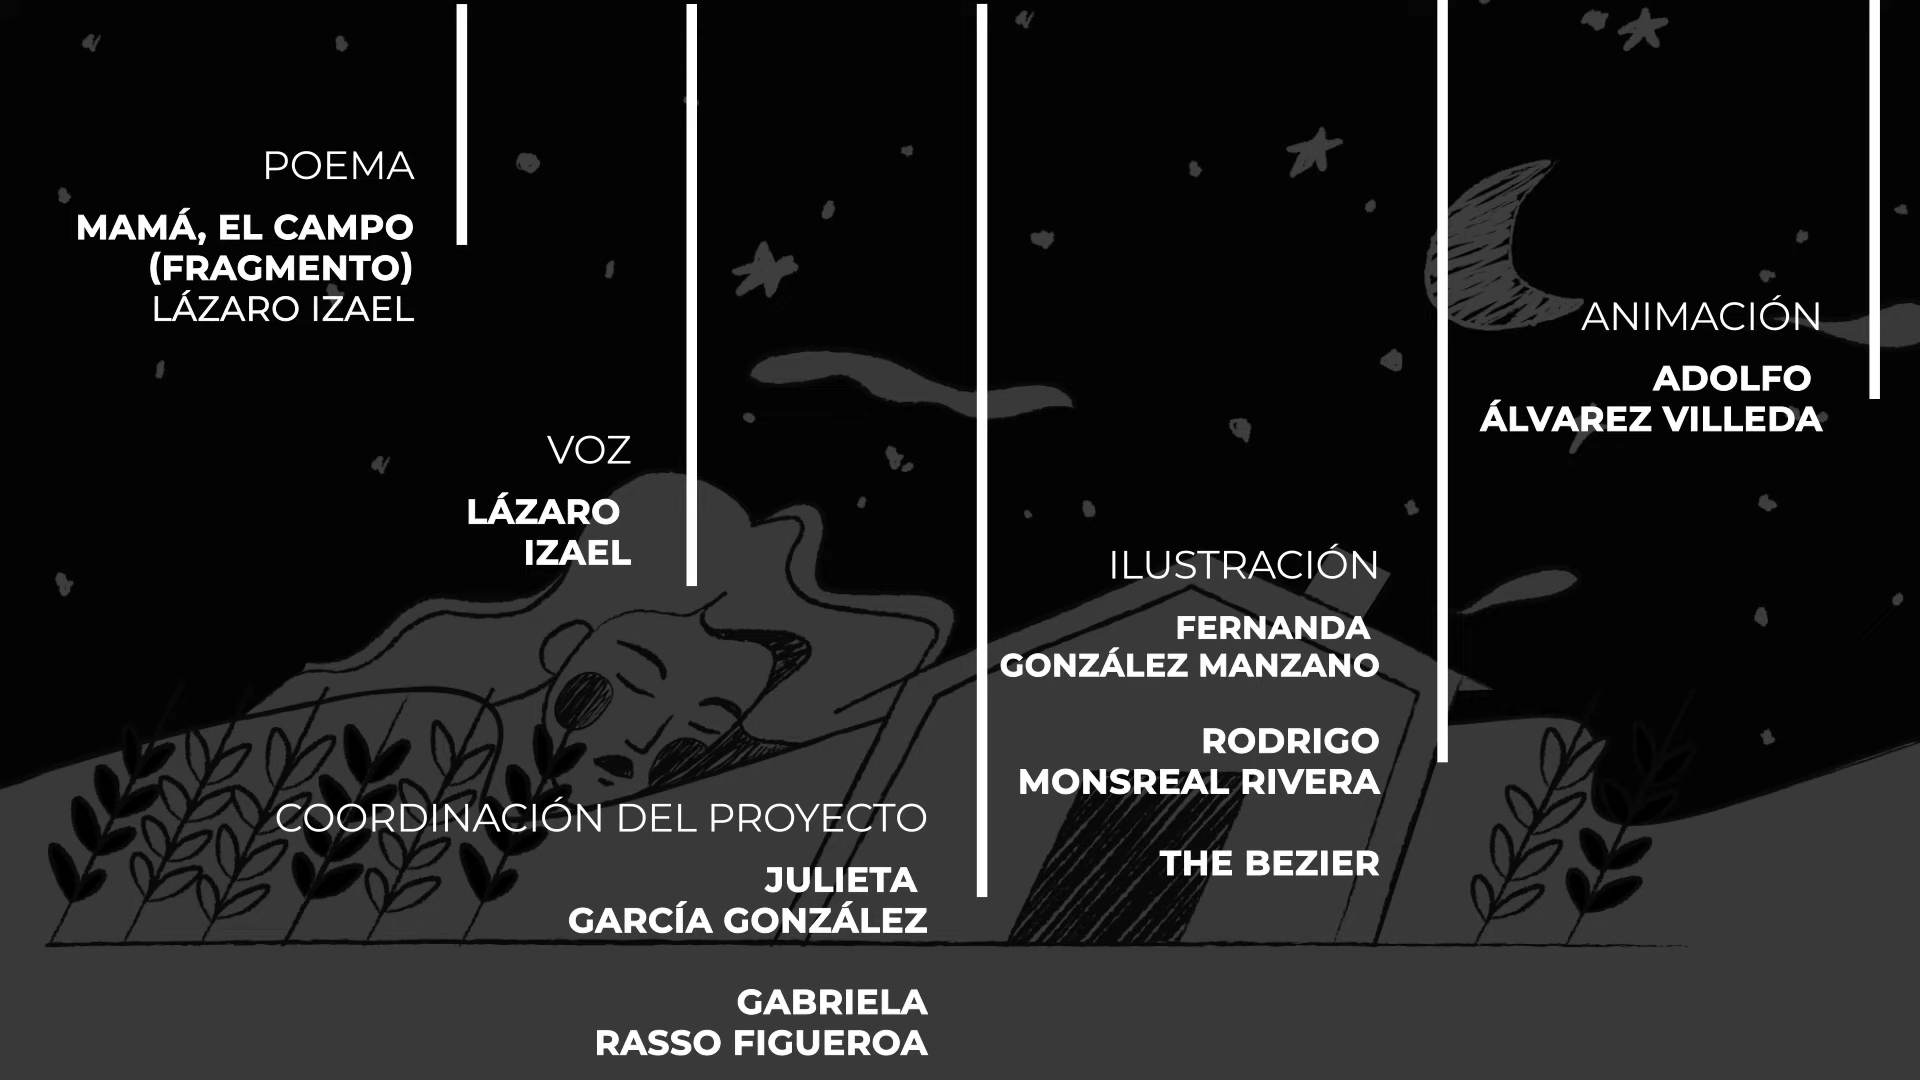 POEMA
MAMÁ, EL CAMPO
(FRAGMENTO)
LÁZARO IZAEL
VOZ
LÁZARO
IZAEL
COORDINACIÓN DEL PROYECTO
JULIETA
GARCÍA GONZÁLEZ
GABRIELA
RASSO FIGUEROA
ILUSTRACIÓN
FERNANDA
GONZÁLEZ MANZANO
RODRIGO
MONSREAL RIVERA
THE BEZIER
ANIMACIÓN
ADOLFO
ÁLVAREZ VILLEDA